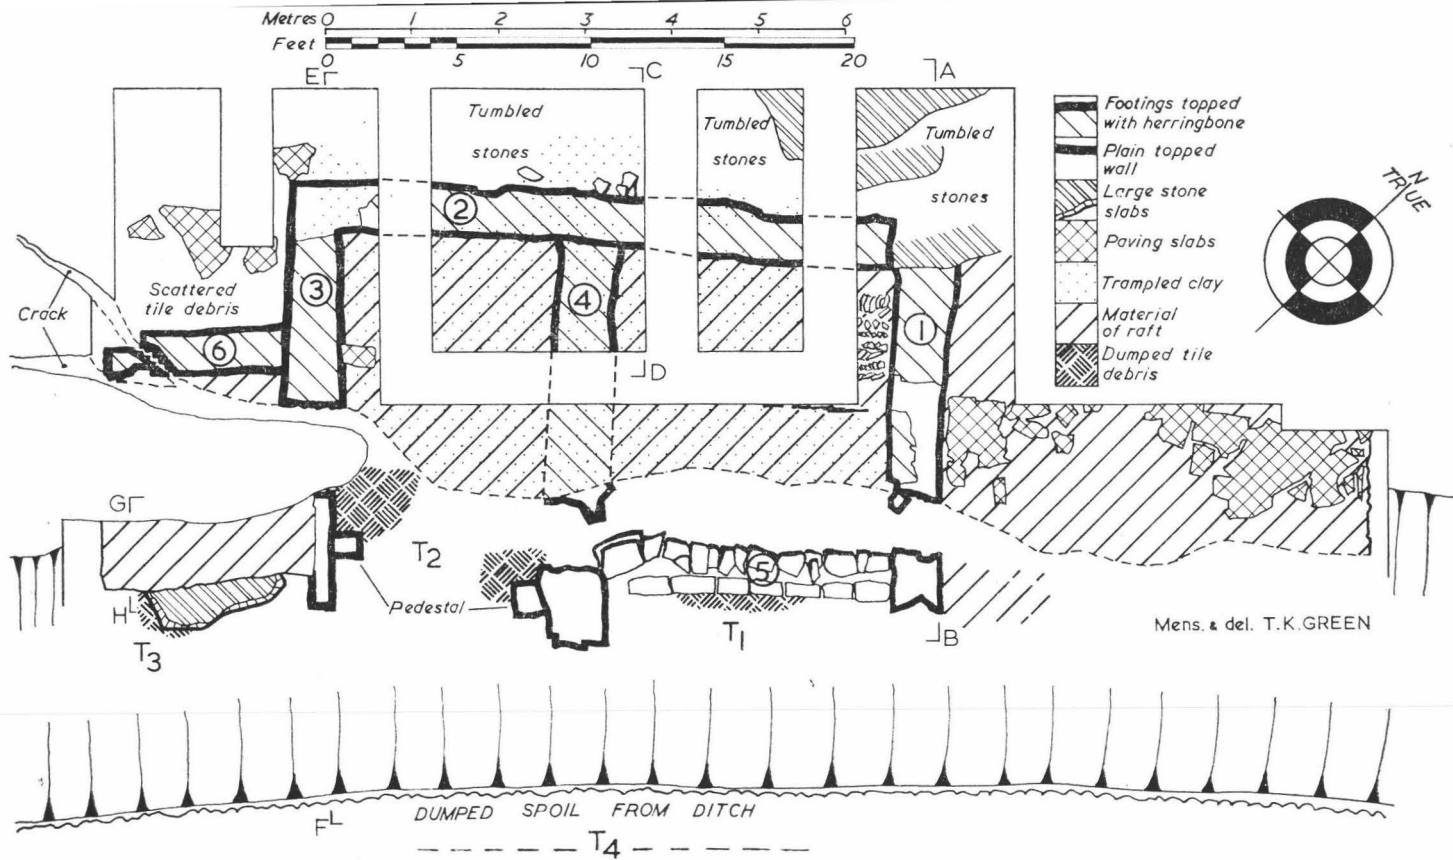 Metres 0 1 2 3 4 5 6
Feet
0 5 10 15 20
E C A
Tumbled
stones
Tumbled
stones
Tumbled
stones
Footings topped
with herringbone
Plain topped
wall
Large stone
slabs
Paving slabs
Trampled clay
Material
of raft
Dumped tile
debris
N
TRUE
2
3
4
1
Scattered
tile debris
Crack
6
D
G
T2
5
Pedestal
H
T3
T1
B
Mens. & del. T.K.GREEN
F
DUMPED SPOIL FROM DITCH
T4